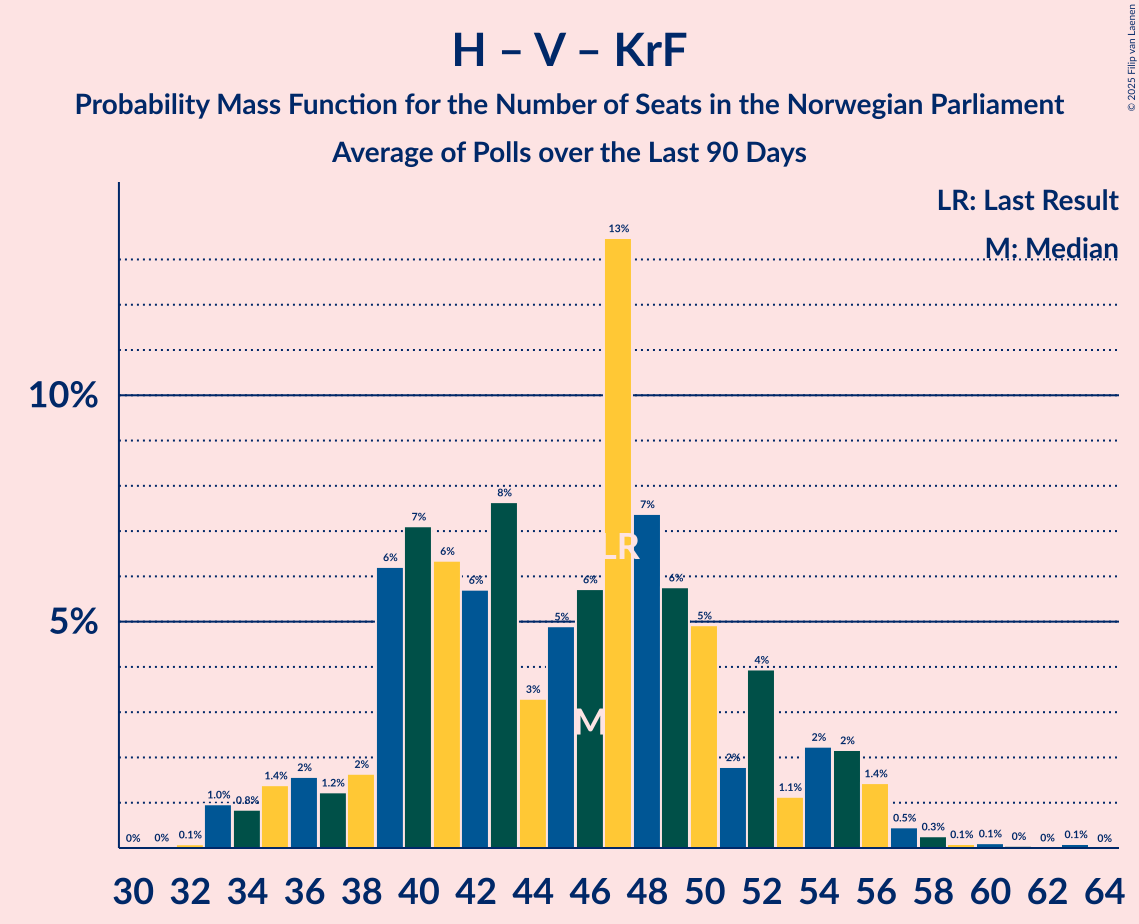 H – V – KrF
Probability Mass Function for the Number of Seats in the Norwegian Parliament
Average of Polls over the Last 90 Days
© 2025 Filip van Laenen
LR: Last Result
M: Median
10%
5%
0% 0% 0.1% 1.0% 0.8% 1.4% 2% 1.2% 2% 6% 7% 6% 6% 8% 3% 5% 6% 13% 7% 6% 5% 2% 4% 1.1% 2% 2% 1.4% 0.5% 0.3% 0.1% 0.1% 0% 0% 0.1% 0%
LR
M
30 32 34 36 38 40 42 44 46 48 50 52 54 56 58 60 62 64